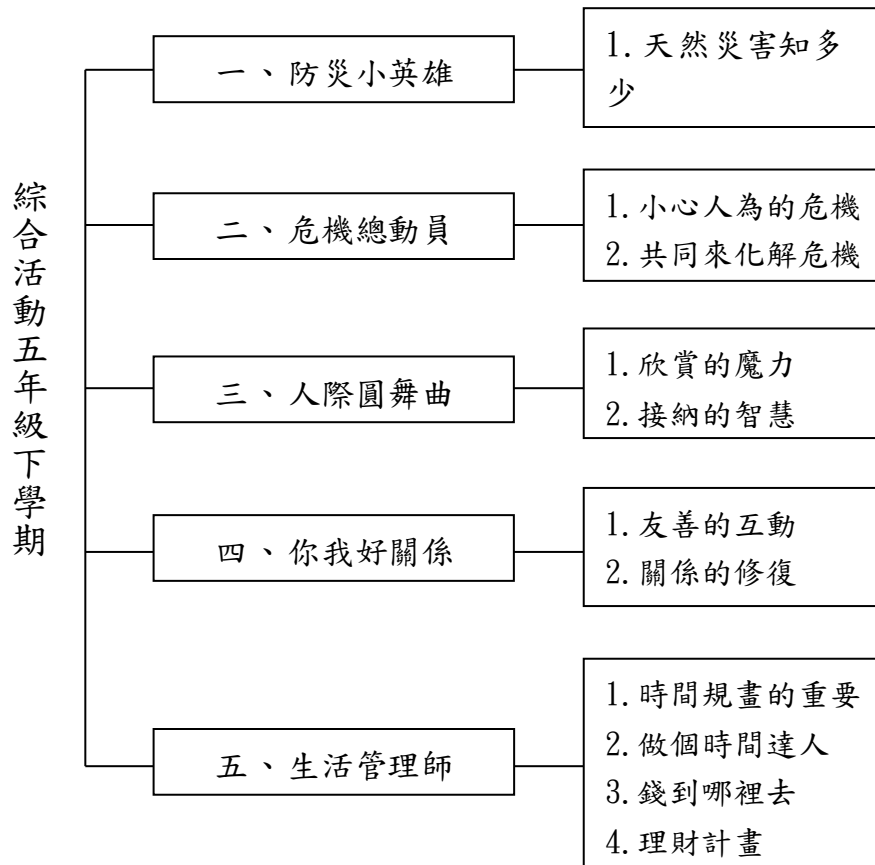 綜合活動五年級下學期
一、防災小英雄
1.天然災害知多
少
二、危機總動員
1.小心人為的危機
2.共同來化解危機
三、人際圓舞曲
1.欣賞的魔力
2.接納的智慧
四、你我好關係
1.友善的互動
2.關係的修復
五、生活管理師
1.時間規畫的重要
2.做個時間達人
3.錢到哪裡去
4.理財計畫